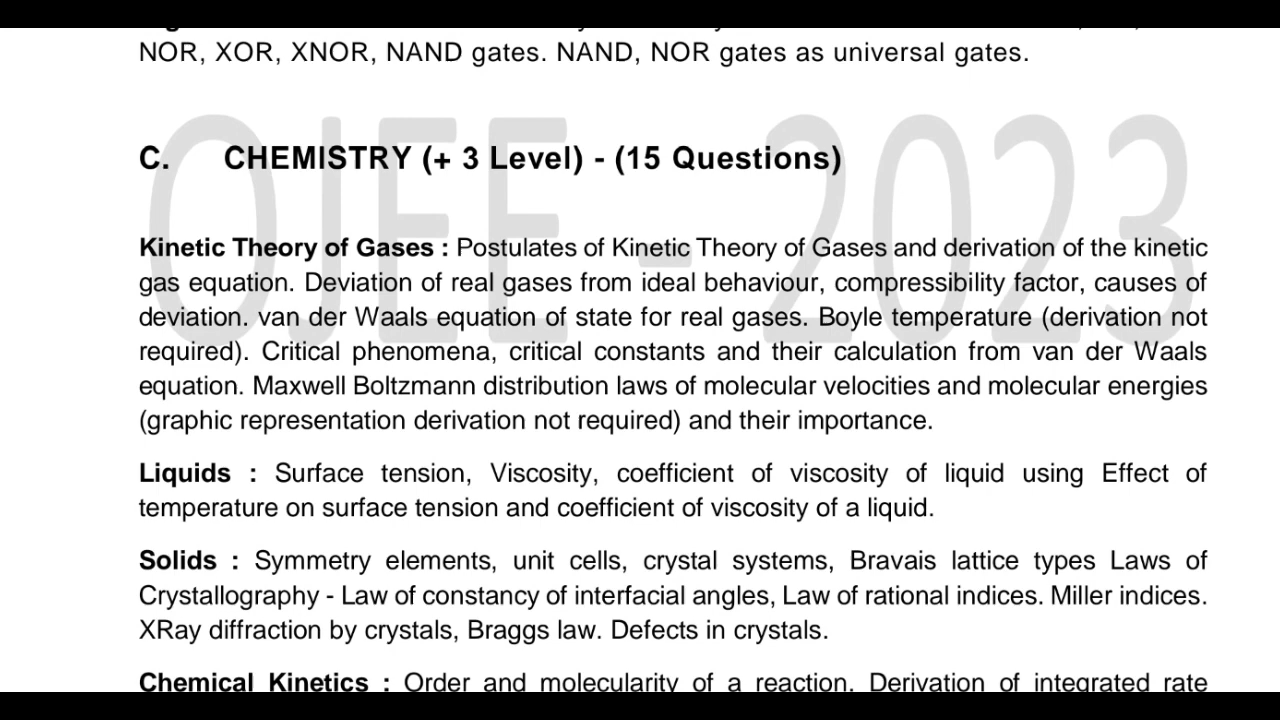 NOR, XOR, XNOR, NAND gates. NAND, NOR gates as universal gates.
OJEE - 2023
C. CHEMISTRY (+ 3 Level) - (15 Questions)
Kinetic Theory of Gases : Postulates of Kinetic Theory of Gases and derivation of the kinetic
gas equation. Deviation of real gases from ideal behaviour, compressibility factor, causes of
deviation. van der Waals equation of state for real gases. Boyle temperature (derivation not
required). Critical phenomena, critical constants and their calculation from van der Waals
equation. Maxwell Boltzmann distribution laws of molecular velocities and molecular energies
(graphic representation derivation not required) and their importance.
Liquids : Surface tension, Viscosity, coefficient of viscosity of liquid using Effect of
temperature on surface tension and coefficient of viscosity of a liquid.
Solids : Symmetry elements, unit cells, crystal systems, Bravais lattice types Laws of
Crystallography - Law of constancy of interfacial angles, Law of rational indices. Miller indices.
XRay diffraction by crystals, Braggs law. Defects in crystals.
Chemical Kinetics : Order and molecularity of a reaction. Derivation of integrated rate